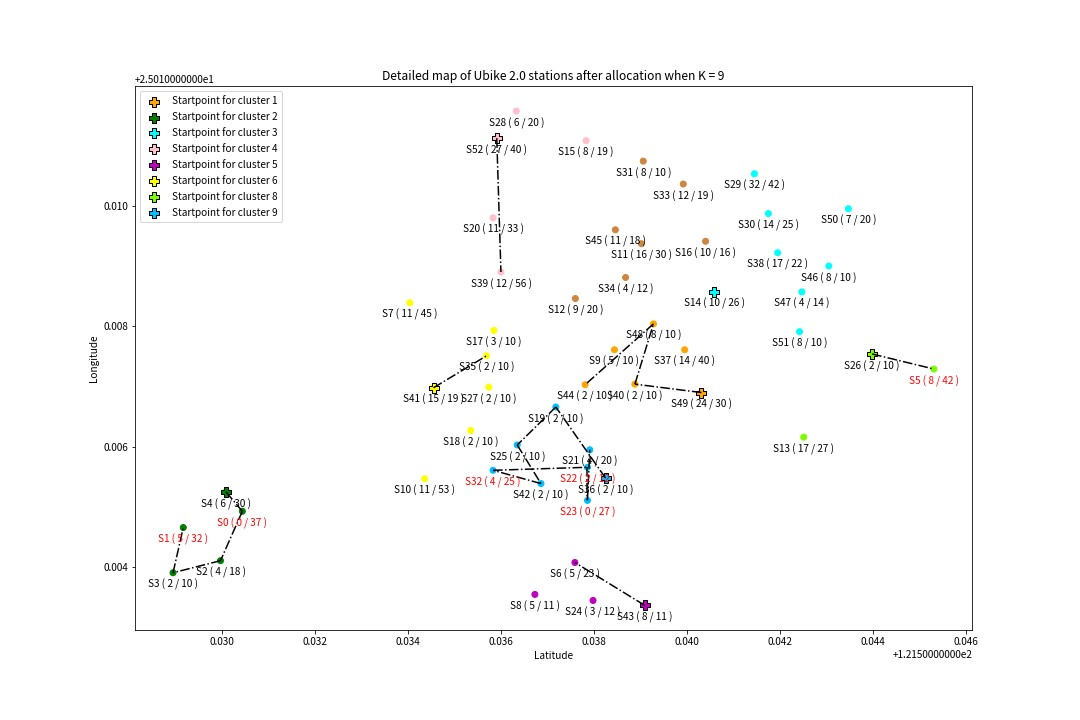 Detailed map of Ubike 2.0 stations after allocation when K = 9
+2.5010000000e1
Startpoint for cluster 1
Startpoint for cluster 2
Startpoint for cluster 3
Startpoint for cluster 4
Startpoint for cluster 5
Startpoint for cluster 6
Startpoint for cluster 8
Startpoint for cluster 9
S28 ( 6 / 20 )
S52 ( 27 / 40 )
S15 ( 8 / 19 )
S31 ( 8 / 10 )
S29 ( 32 / 42 )
S33 ( 12 / 19 )
0.010
S50 ( 7 / 20 )
S30 ( 14 / 25 )
S20 ( 11 / 33 )
S45 ( 11 / 18 )
S11 ( 16 / 30 )
S16 ( 10 / 16 )
S38 ( 17 / 22 )
S46 ( 8 / 10 )
S39 ( 12 / 56 )
S34 ( 4 / 12 )
S14 ( 10 / 26 )
S47 ( 4 / 14 )
S12 ( 9 / 20 )
S7 ( 11 / 45 )
0.008
S48 ( 8 / 10 )
S17 ( 3 / 10 )
S51 ( 8 / 10 )
S9 ( 5 / 10 )
S37 ( 14 / 40 )
S35 ( 2 / 10 )
S26 ( 2 / 10 )
S5 ( 8 / 42 )
Longitude
S41 ( 15 / 19 )
S27 ( 2 / 10 )
S44 ( 2 / 10 )
S40 ( 2 / 10 )
S49 ( 24 / 30 )
S19 ( 2 / 10 )
0.006
S18 ( 2 / 10 )
S13 ( 17 / 27 )
S25 ( 2 / 10 )
S21 ( 4 / 20 )
S22
S32 ( 4 / 25 )
S10 ( 11 / 53 )
S36 ( 2 / 10 )
S42 ( 2 / 10 )
S4 ( 6 / 30 )
S23 ( 0 / 27 )
S0 ( 0 / 37 )
S1 ( 5 / 32 )
0.004
S2 ( 4 / 18 )
S6 ( 5 / 23 )
S3 ( 2 / 10 )
S8 ( 5 / 11 )
S24 ( 3 / 12 )
S43 ( 8 / 11 )
0.030
0.032
0.034
0.036
0.038
0.040
0.042
0.044
0.046
Latitude
+1.2150000000e2